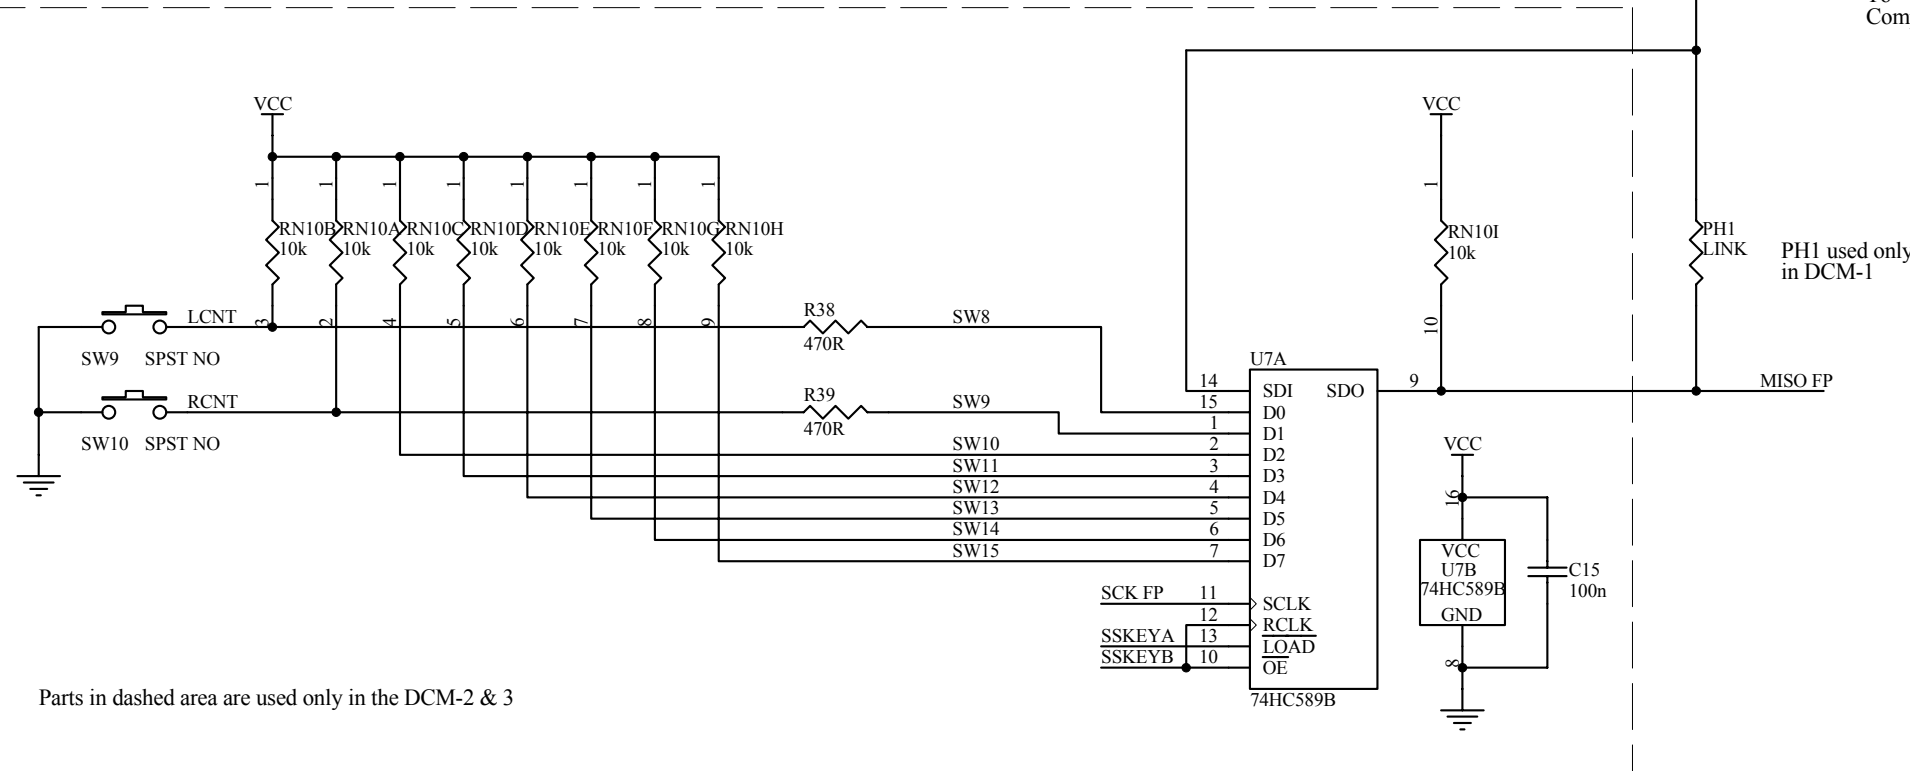 Com
VCC
VCC
1 1 1 1 1 1 1 1
1
RN10B RN10A RN10C RN10D RN10E RN10F RN10G RN10H
10k 10k 10k 10k 10k 10k 10k 10k
RN10I
10k
PH1
LINK
PH1 used only
in DCM-1
3 2 4 5 6 7 8 9
10
LCNT
SW9 SPST NO
R38
470R
SW8
RCNT
SW10 SPST NO
R39
470R
SW9
SW10
SW11
SW12
SW13
SW14
SW15
U7A
14 SDI SDO 9
MISO FP
15 D0
1 D1
2 D2
3 D3
4 D4
5 D5
6 D6
7 D7
SCK FP 11 SCLK
12 RCLK
SSKEYA 13 LOAD
SSKEYB 10 OE
74HC589B
VCC
16
VCC
U7B
74HC589B
GND
8
C15
100n
Parts in dashed area are used only in the DCM-2 & 3